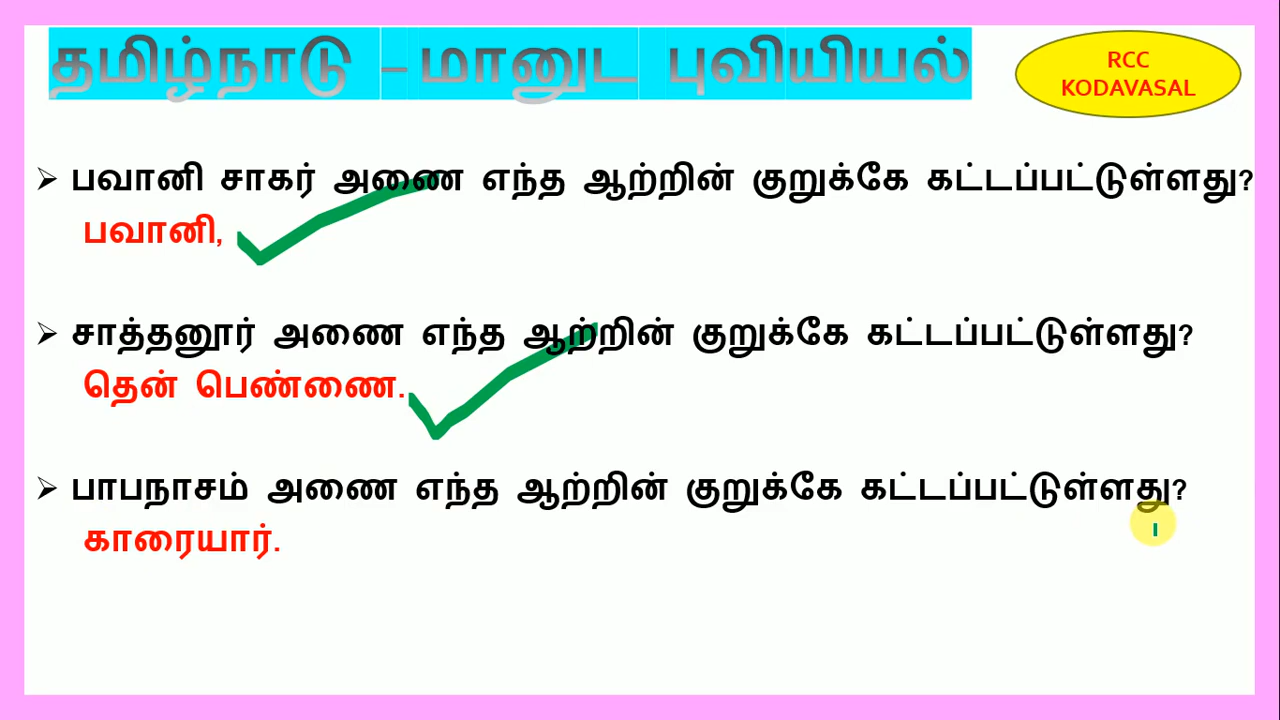 தமிழ்நாடு – மானுட புவியியல்
RCC
KODAVASAL
➢ பவானி சாகர் அணை எந்த ஆற்றின் குறுக்கே கட்டப்பட்டுள்ளது?
பவானி,
➢ சாத்தனூர் அணை எந்த ஆற்றின் குறுக்கே கட்டப்பட்டுள்ளது?
தென் பெண்ணை.
➢ பாபநாசம் அணை எந்த ஆற்றின் குறுக்கே கட்டப்பட்டுள்ளது?
காரையார்.